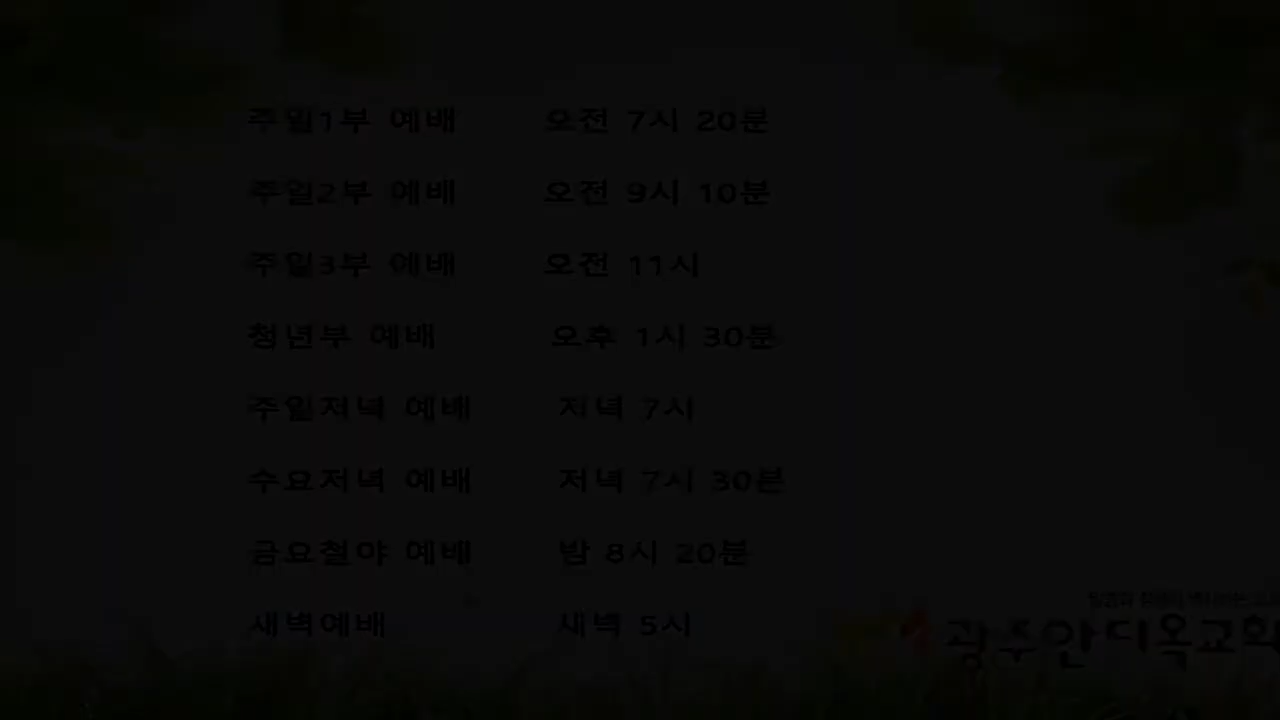 주일1부 예배 오전 7시 20분
주일2부 예배 오전 9시 10분
주일3부 예배 오전 11시
청년부 예배 오후 1시 30분
주일저녁 예배 저녁 7시
수요저녁 예배 저녁 7시 30분
금요철야 예배 밤 8시 20분
새벽예배 새벽 5시
광주안디옥교회